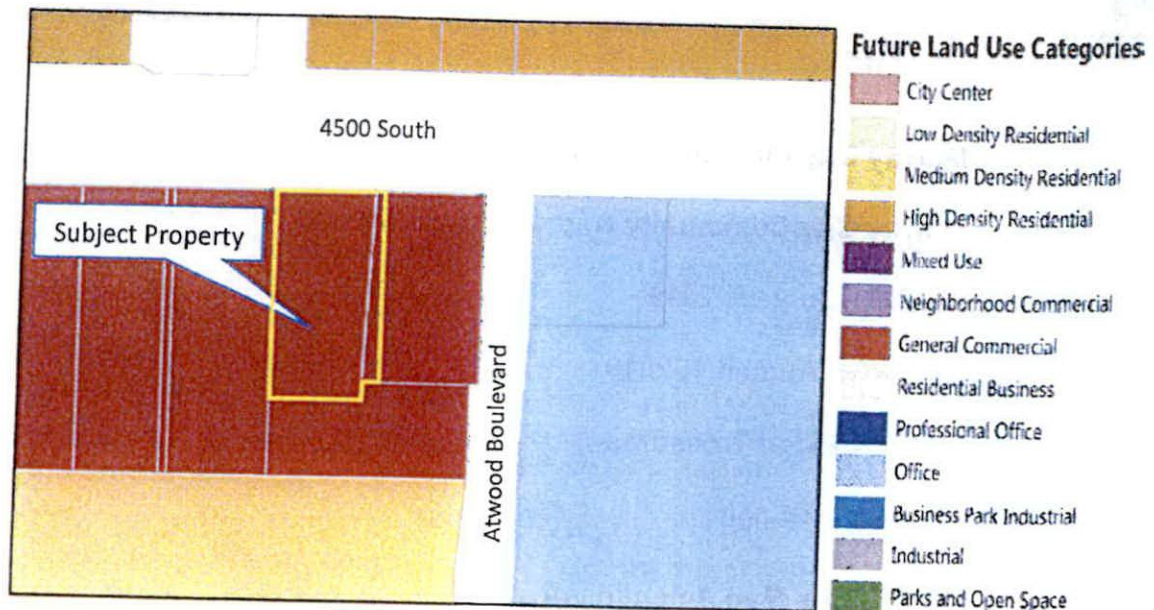 4500 South
Subject Property
Atwood Boulevard
Future Land Use Categories
City Center
Low Density Residential
Medium Density Residential
High Density Residential
Mixed Use
Neighborhood Commercial
General Commercial
Residential Business
Professional Office
Office
Business Park Industrial
Industrial
Parks and Open Space